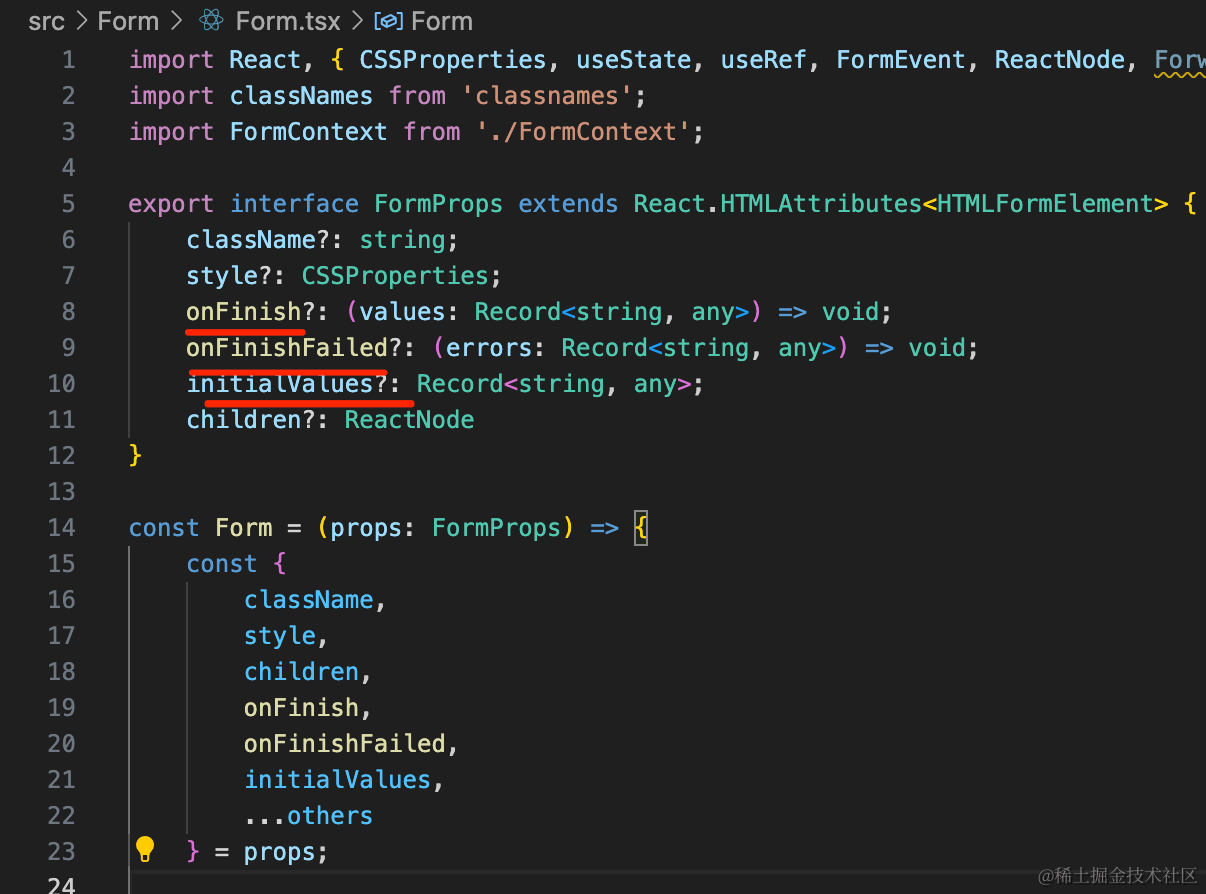 src > Form > Form.tsx > Form
1 import React, { CSSProperties, useState, useRef, FormEvent, ReactNode, Forw
2 import classNames from 'classnames';
3 import FormContext from './FormContext';
4
5 export interface FormProps extends React.HTMLAttributes<HTMLFormElement> {
6 className?: string;
7 style?: CSSProperties;
8 onFinish?: (values: Record<string, any>) => void;
9 onFinishFailed?: (errors: Record<string, any>) => void;
10 initialValues?: Record<string, any>;
11 children?: ReactNode
12 }
13
14 const Form = (props: FormProps) => {
15 const {
16 className,
17 style,
18 children,
19 onFinish,
20 onFinishFailed,
21 initialValues,
22 ...others
23 } = props;
24
@稀土掘金技术社区